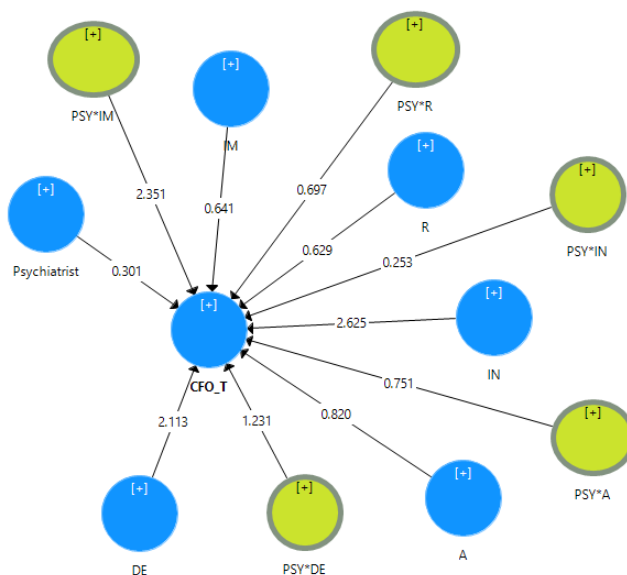 [+]
PSY*IM
[+]
IM
[+]
PSY*R
[+]
R
[+]
PSY*IN
[+]
Psychiatrist
2.351
0.641
0.697
0.629
0.253
0.301
[+]
CFO_T
2.625
[+]
IN
0.751
0.820
1.231
2.113
[+]
PSY*A
[+]
A
[+]
PSY*DE
[+]
DE